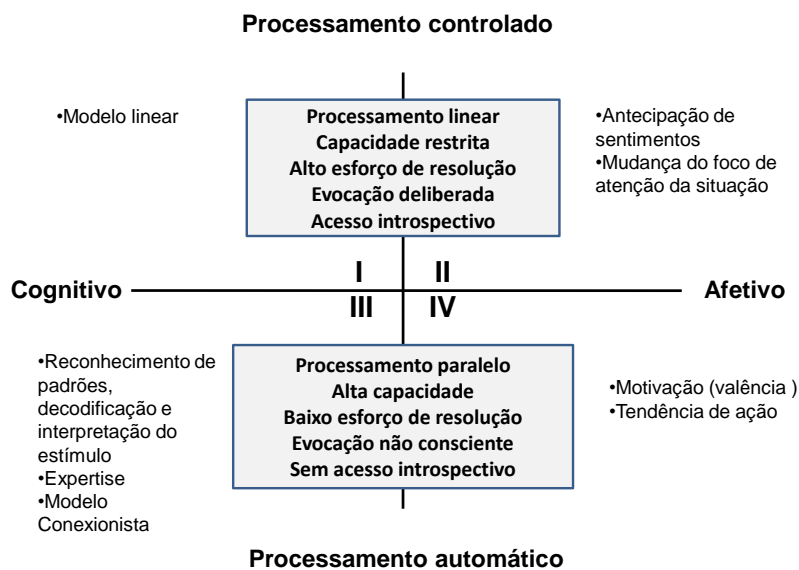 Processamento controlado
•Modelo linear
Processamento linear
Capacidade restrita
Alto esforço de resolução
Evocação deliberada
Acesso introspectivo
•Antecipação de
sentimentos
•Mudança do foco de
atenção da situação
I II
Cognitivo
Afetivo
III IV
•Reconhecimento de
padrões,
decodificação e
interpretação do
estímulo
•Expertise
•Modelo
Conexionista
Processamento paralelo
Alta capacidade
Baixo esforço de resolução
Evocação não consciente
Sem acesso introspectivo
•Motivação (valência )
•Tendência de ação
Processamento automático